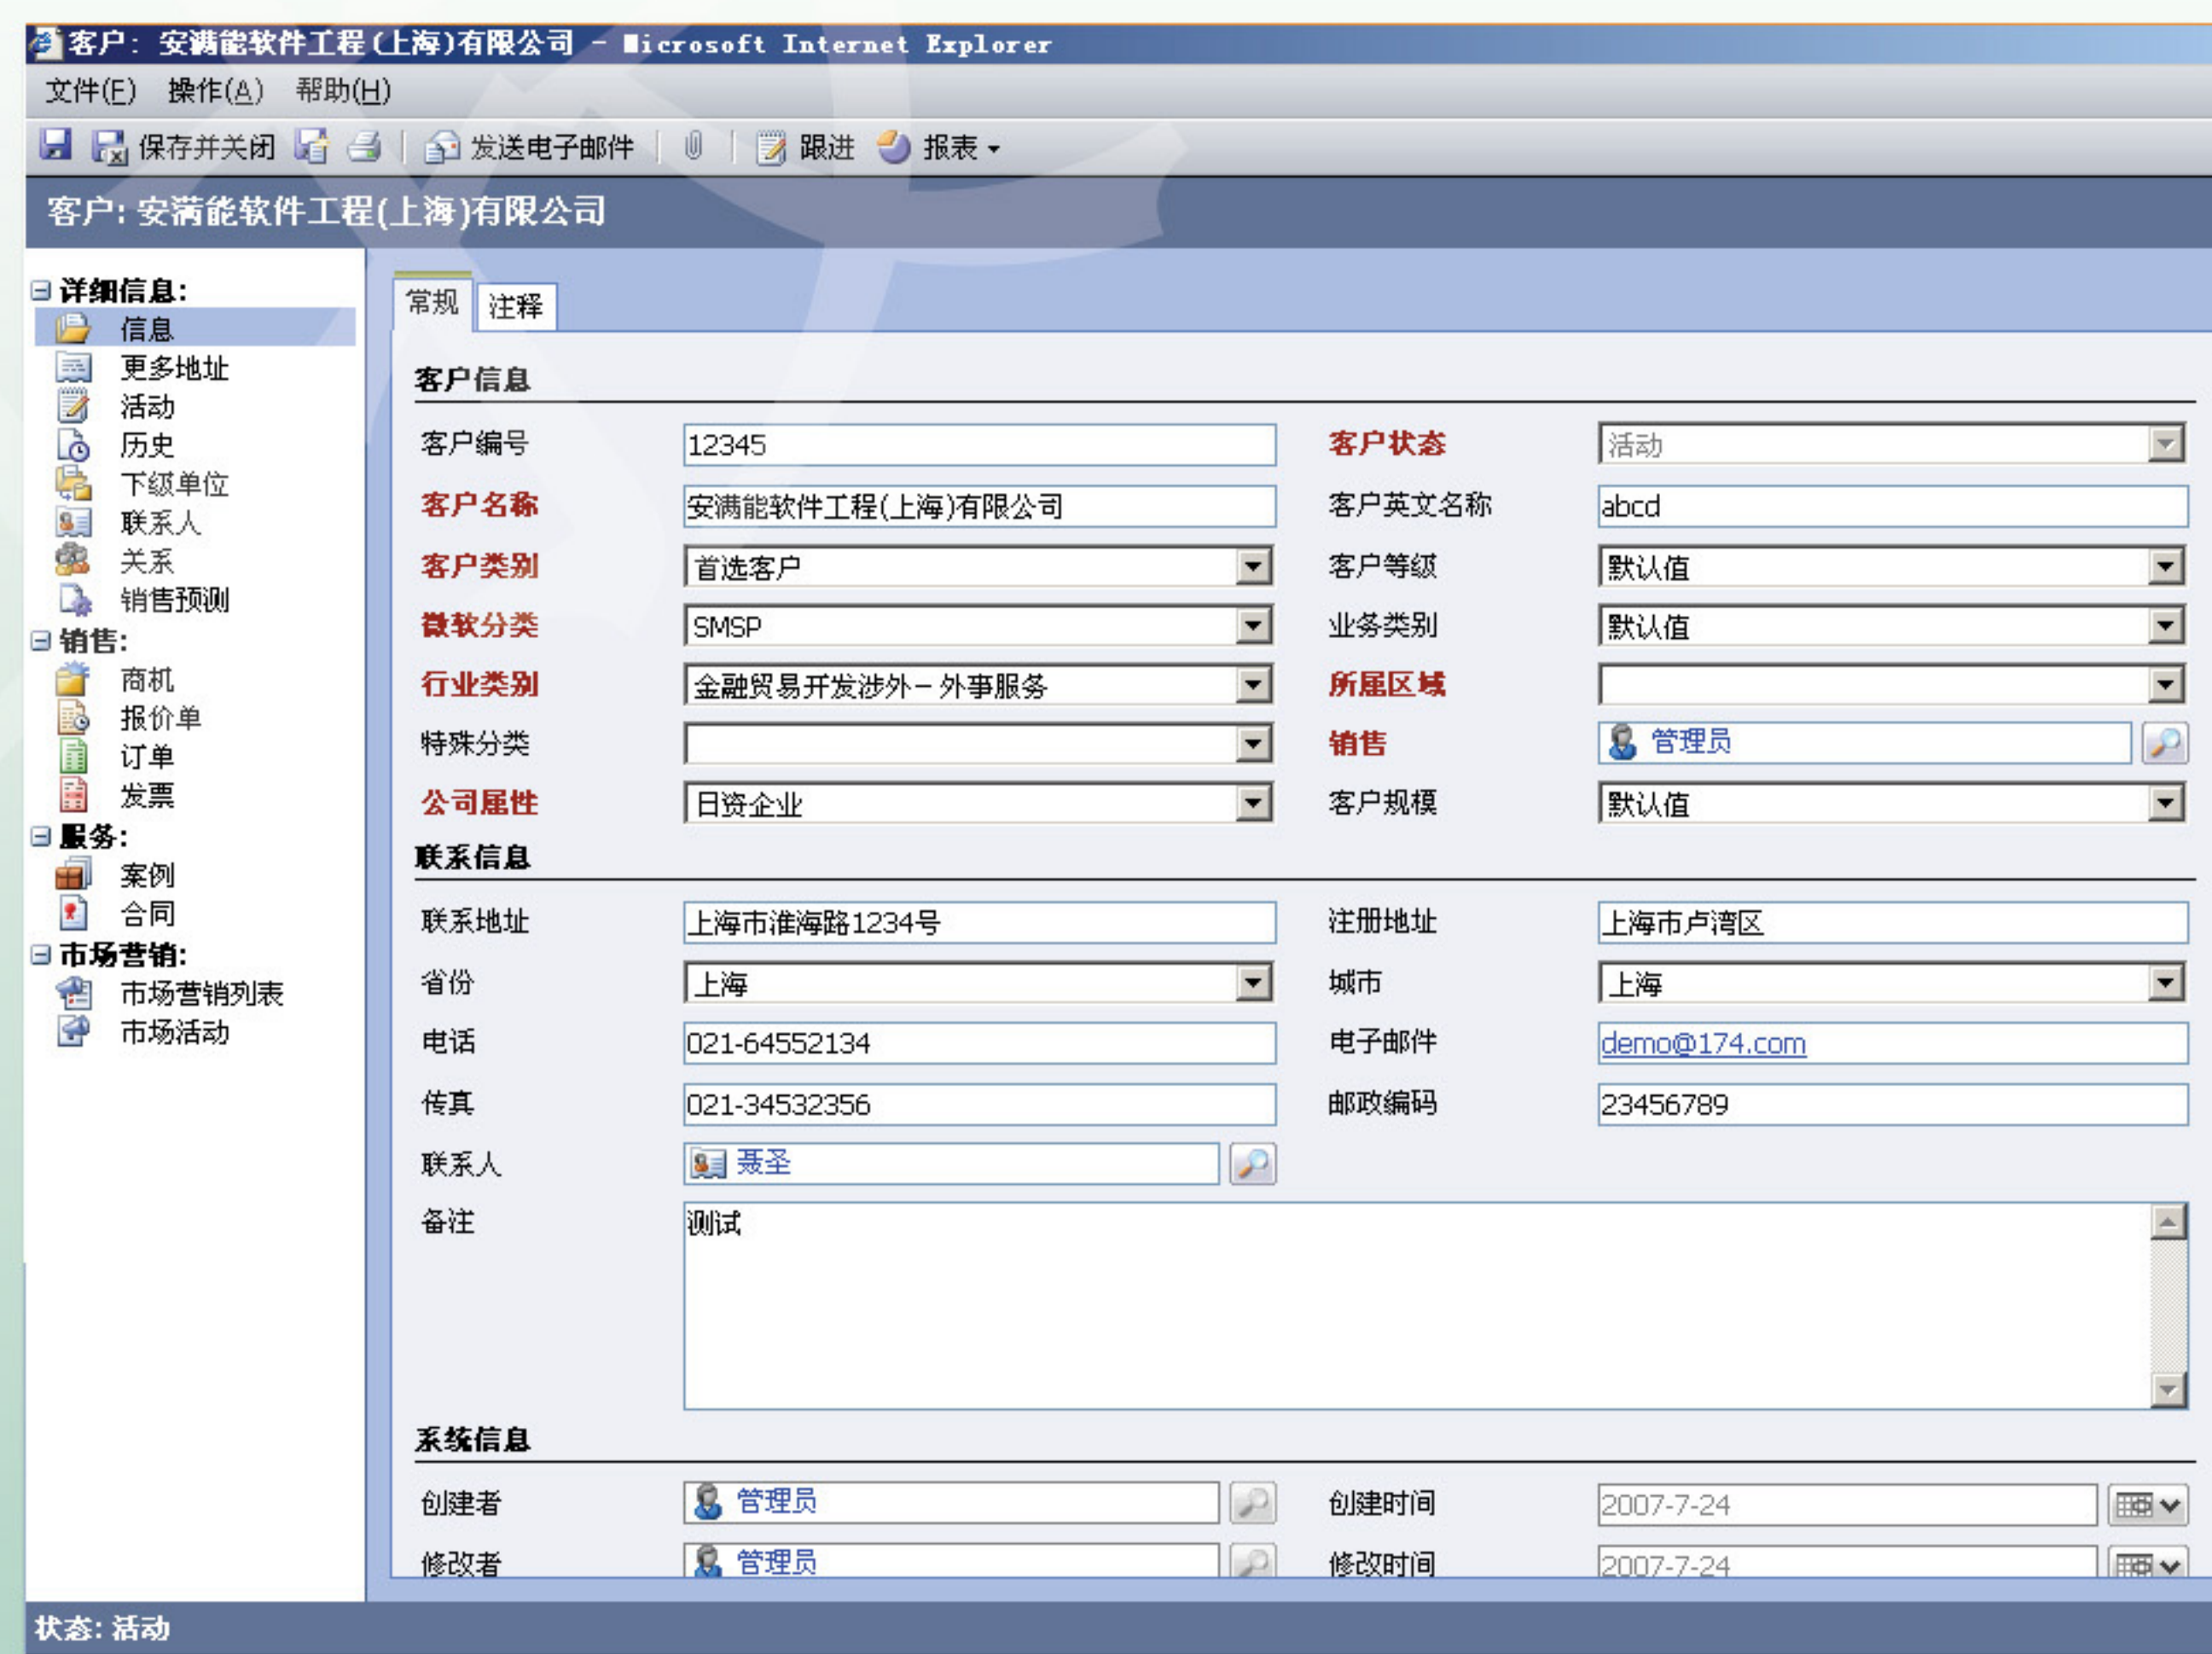 客户: 安满能软件工程(上海)有限公司 - Microsoft Internet Explorer
文件(F) 操作(A) 帮助(H)
保存并关闭 发送电子邮件 跟进 报表
客户: 安满能软件工程(上海)有限公司
详细信息:
信息
更多地址
活动
历史
下级单位
联系人
关系
销售预测
销售:
商机
报价单
订单
发票
服务:
案例
合同
市场营销:
市场营销列表
市场活动
常规 注释
客户信息
客户编号 12345 客户状态 活动
客户名称 安满能软件工程(上海)有限公司 客户英文名称 abcd
客户类别 首选客户 客户等级 默认值
微软分类 SMSP 业务类别 默认值
行业类别 金融贸易开发涉外－外事服务 所属区域
特殊分类 销售 管理员
公司属性 日资企业 客户规模 默认值
联系信息
联系地址 上海市淮海路1234号 注册地址 上海市卢湾区
省份 上海 城市 上海
电话 021-64552134 电子邮件 demo@174.com
传真 021-34532356 邮政编码 23456789
联系人 聂圣
备注 测试
系统信息
创建者 管理员 创建时间 2007-7-24
修改者 管理员 修改时间 2007-7-24
状态: 活动